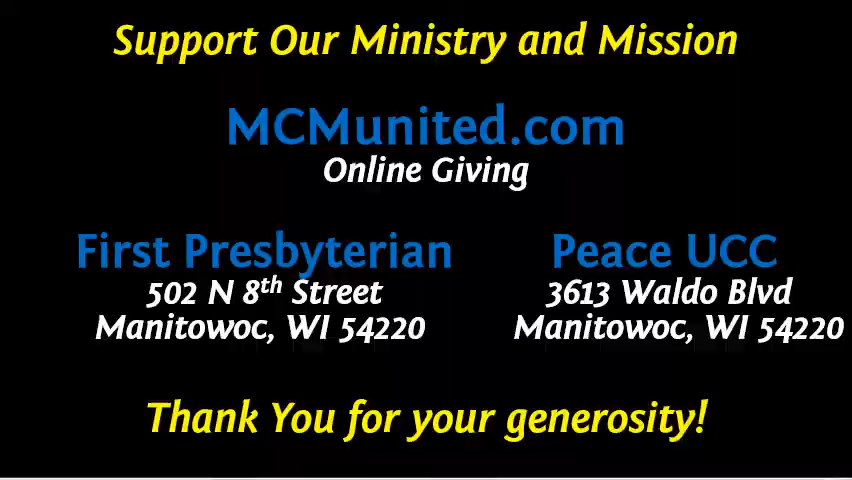 Support Our Ministry and Mission
MCMunited.com
Online Giving
First Presbyterian
502 N 8th Street
Manitowoc, WI 54220
Peace UCC
3613 Waldo Blvd
Manitowoc, WI 54220
Thank You for your generosity!